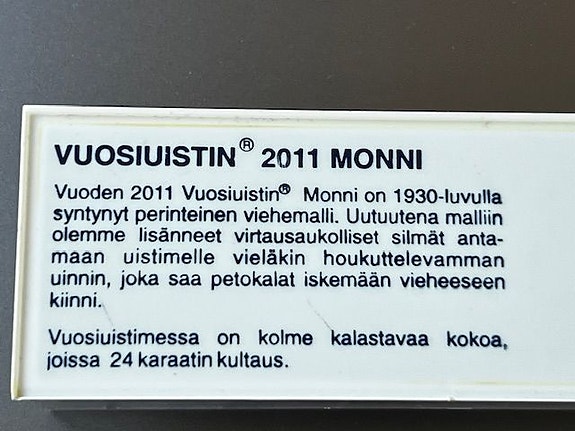 VUOSIUISTIN® 2011 MONNI
Vuoden 2011 Vuosiuistin® Monni on 1930-luvulla
syntynyt perinteinen viehemalli. Uutuutena malliin
olemme lisänneet virtausaukolliset silmät anta-
maan uistimelle vieläkin houkuttelevamman
uinnin, joka saa petokalat iskemään vieheeseen
kiinni.
Vuosiuistimessa on kolme kalastavaa kokoa,
joissa 24 karaatin kultaus.